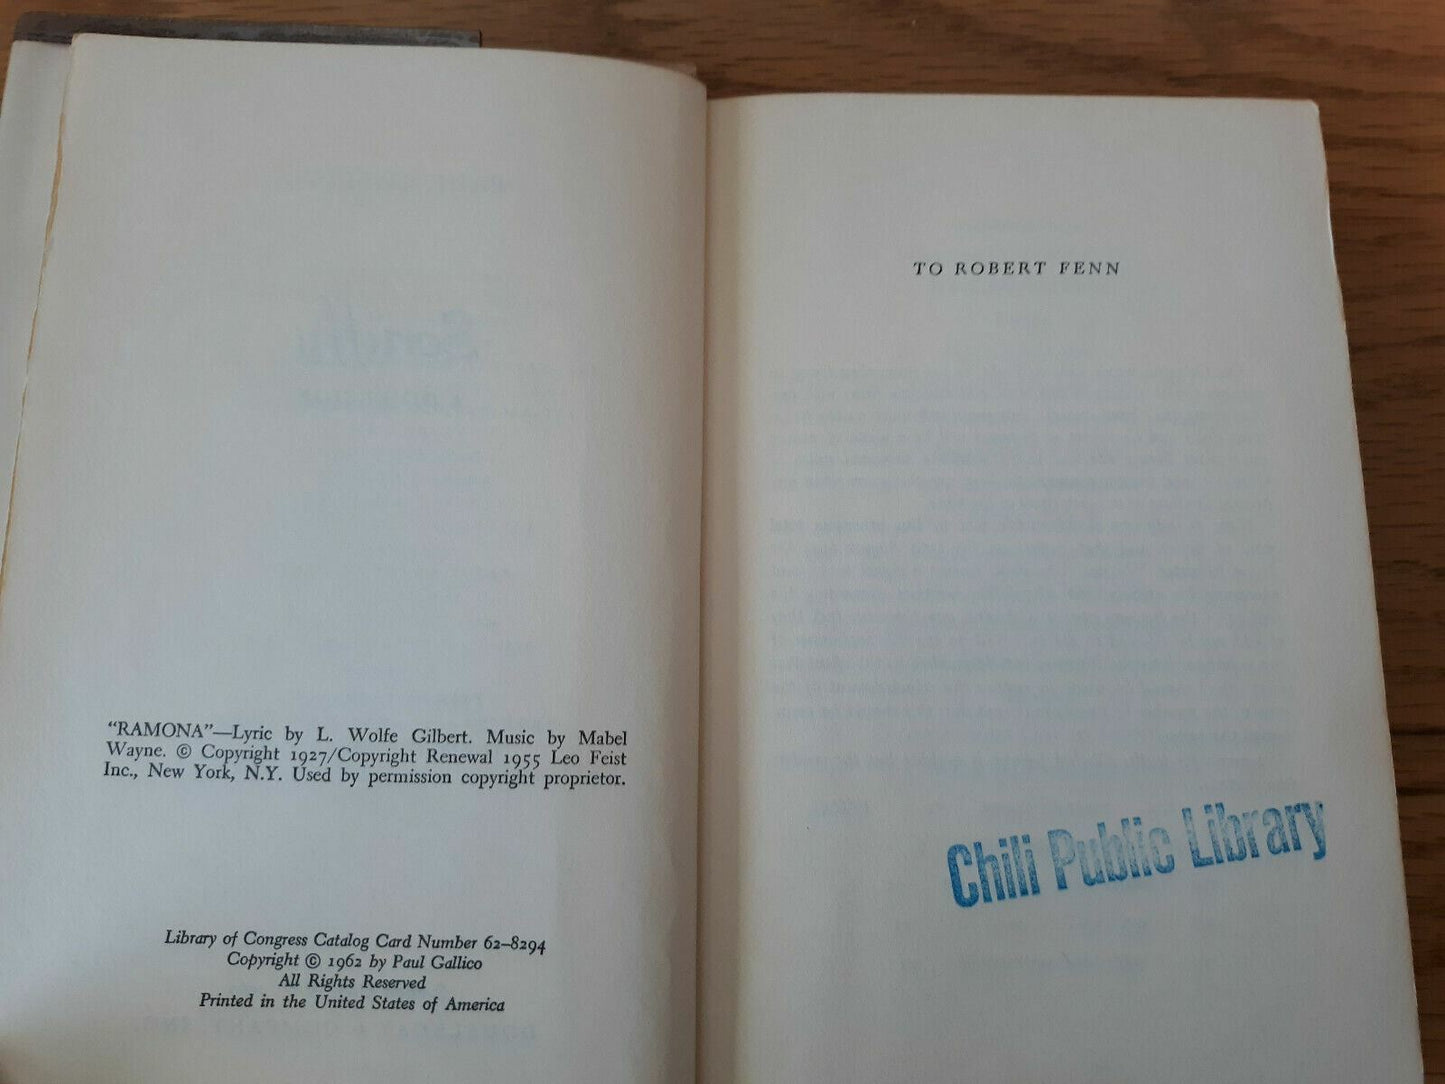 "RAMONA"—Lyric by L. Wolfe Gilbert. Music by Mabel
Wayne. © Copyright 1927/Copyright Renewal 1955 Leo Feist
Inc., New York, N.Y. Used by permission copyright proprietor.
Library of Congress Catalog Card Number 62–8294
Copyright © 1962 by Paul Gallico
All Rights Reserved
Printed in the United States of America
TO ROBERT FENN
Chili Public Library